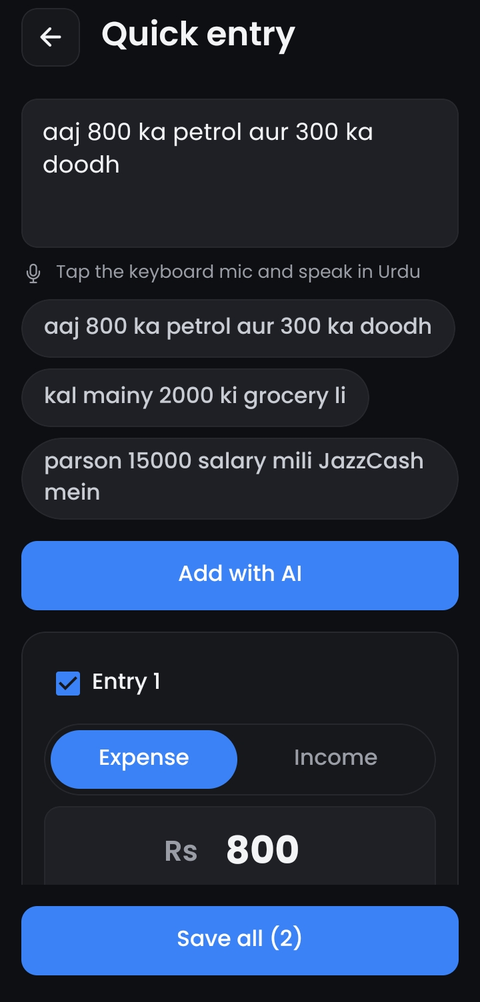 Quick entry
aaj 800 ka petrol aur 300 ka
doodh
Tap the keyboard mic and speak in Urdu
aaj 800 ka petrol aur 300 ka doodh
kal mainy 2000 ki grocery li
parson 15000 salary mili JazzCash
mein
Add with AI
Entry 1
Expense Income
Rs 800
Save all (2)